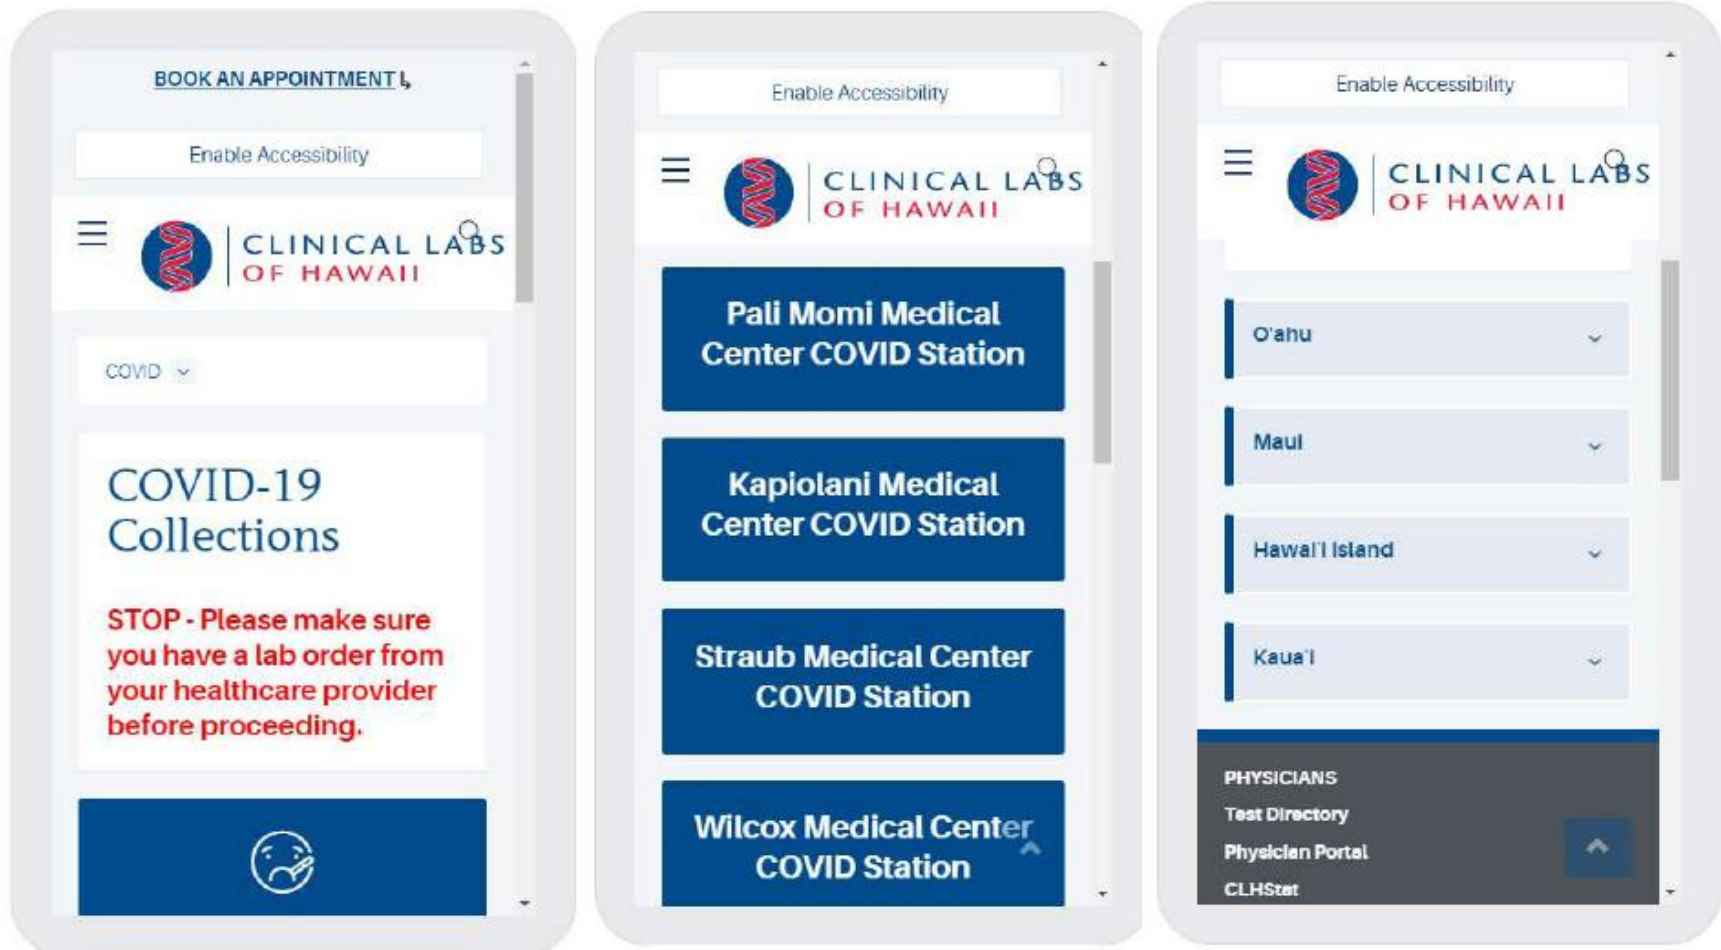 BOOK AN APPOINTMENT
Enable Accessibility
CLINICAL LABS
OF HAWAII
COVID
COVID-19
Collections
STOP - Please make sure
you have a lab order from
your healthcare provider
before proceeding.
Enable Accessibility
CLINICAL LABS
OF HAWAII
Pali Momi Medical
Center COVID Station
Kapiolani Medical
Center COVID Station
Straub Medical Center
COVID Station
Wilcox Medical Center
COVID Station
Enable Accessibility
CLINICAL LABS
OF HAWAII
O'ahu
Maui
Hawai'i Island
Kaua'i
PHYSICIANS
Test Directory
Physician Portal
CLHStat